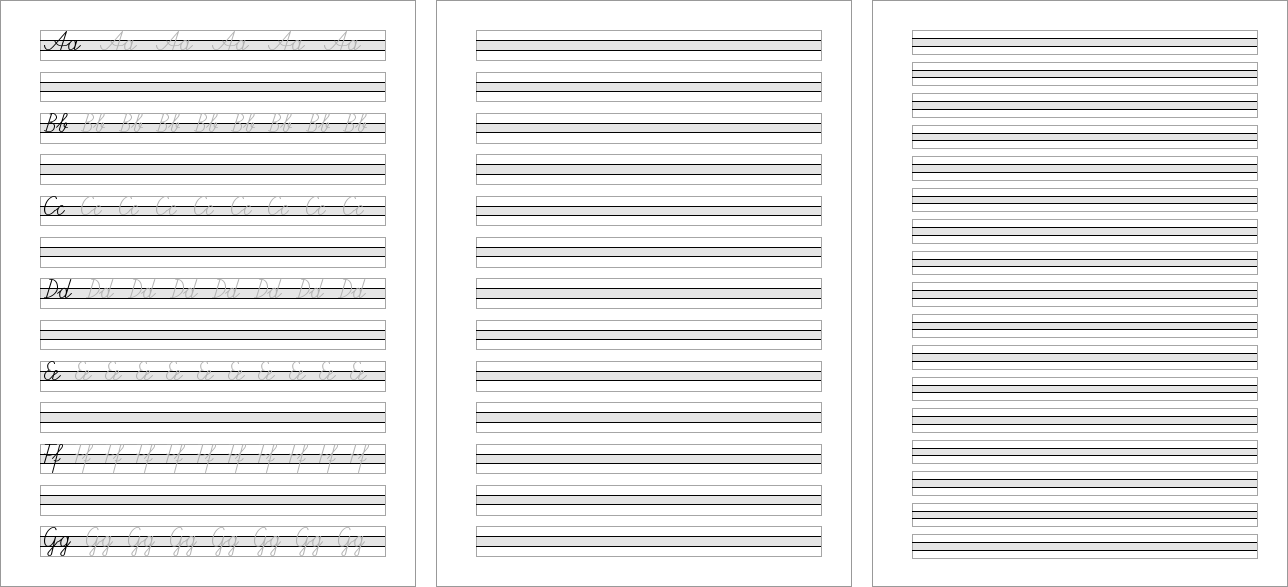 Aa Aa Aa Aa Aa Aa
Bb Bb Bb Bb Bb Bb Bb Bb Bb
Cc Cc Cc Cc Cc Cc Cc Cc Cc
Dd Dd Dd Dd Dd Dd Dd Dd
Ee Ee Ee Ee Ee Ee Ee Ee Ee Ee Ee
Ff Ff Ff Ff Ff Ff Ff Ff Ff Ff Ff
Gg Gg Gg Gg Gg Gg Gg Gg